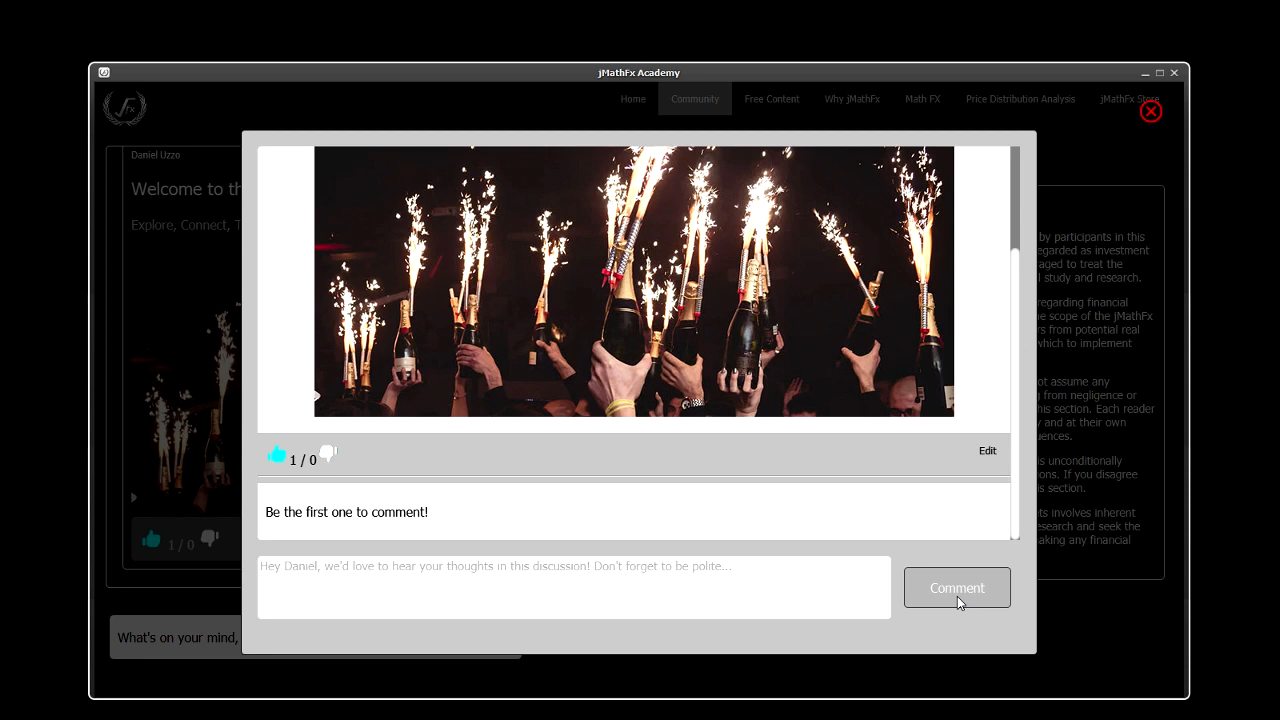 jMathFx Academy
Home Community Free Content Why jMathFx Math FX Price Distribution Analysis jMathFx Store
Daniel Uzzo
Welcome to th
Explore, Connect, T
by participants in this
egarded as investment
aged to treat the
l study and research.
regarding financial
e scope of the jMathFx
rs from potential real
which to implement
ot assume any
g from negligence or
his section. Each reader
y and at their own
uences.
is unconditionally
ons. If you disagree
s section.
ets involves inherent
esearch and seek the
aking any financial
1 / 0
Edit
Be the first one to comment!
1 / 0
Hey Daniel, we'd love to hear your thoughts in this discussion! Don't forget to be polite...
Comment
What's on your mind,